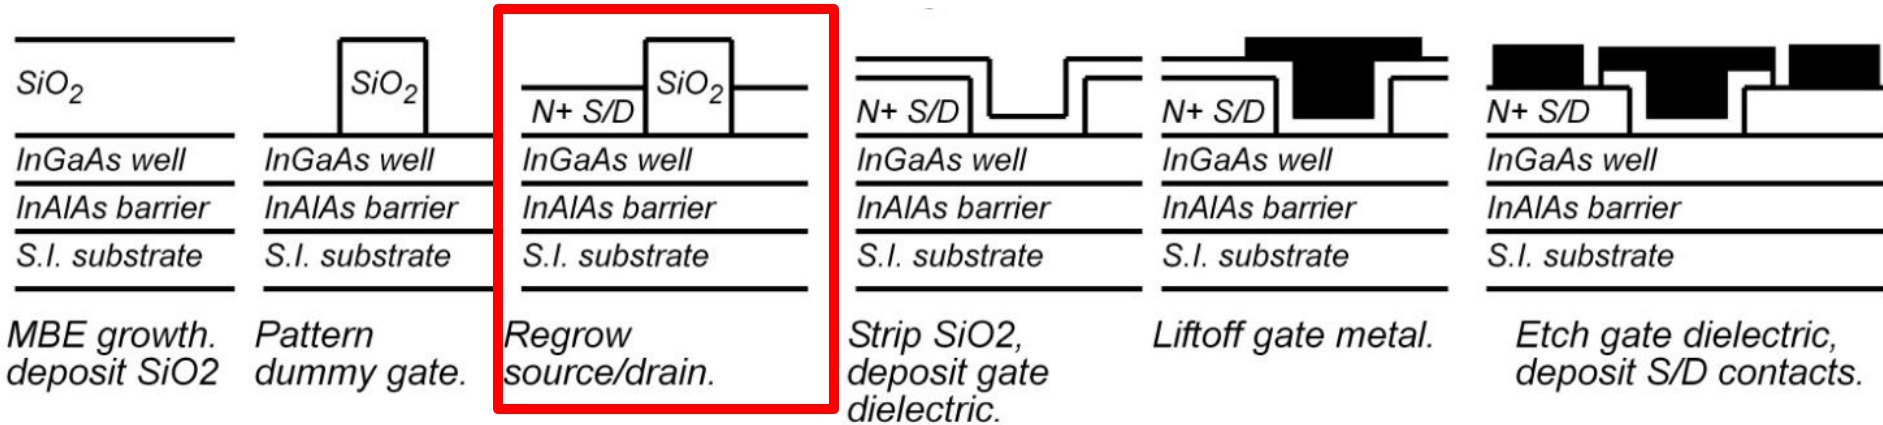 SiO2
InGaAs well
InAlAs barrier
S.I. substrate
MBE growth.
deposit SiO2
SiO2
InGaAs well
InAlAs barrier
S.I. substrate
Pattern
dummy gate.
SiO2
N+ S/D
InGaAs well
InAlAs barrier
S.I. substrate
Regrow
source/drain.
N+ S/D
InGaAs well
InAlAs barrier
S.I. substrate
Strip SiO2,
deposit gate
dielectric.
N+ S/D
InGaAs well
InAlAs barrier
S.I. substrate
Liftoff gate metal.
N+ S/D
InGaAs well
InAlAs barrier
S.I. substrate
Etch gate dielectric,
deposit S/D contacts.